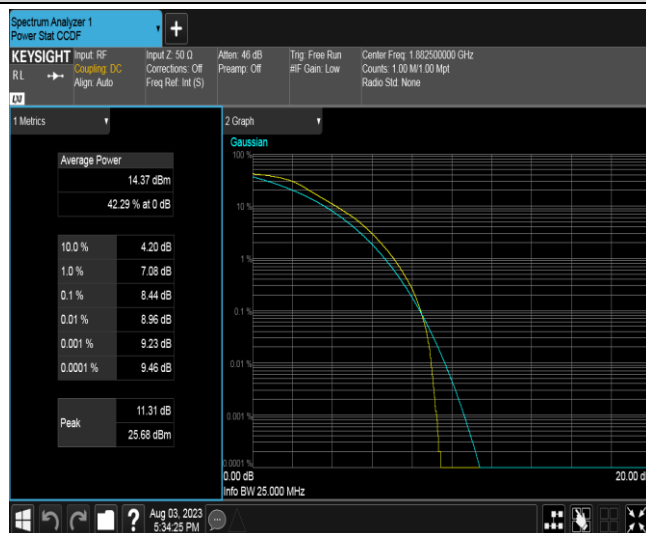 Spectrum Analyzer 1
Power Stat CCDF
KEYSIGHT
RL
LXI
Input: RF
Coupling: DC
Align: Auto
Input Z: 50 Ω
Corrections: Off
Freq Ref: Int (S)
Atten: 46 dB
Preamp: Off
Trig: Free Run
#IF Gain: Low
Center Freq: 1.882500000 GHz
Counts: 1.00 M/1.00 Mpt
Radio Std: None
1 Metrics
Average Power
14.37 dBm
42.29 % at 0 dB
10.0 % 4.20 dB
1.0 % 7.08 dB
0.1 % 8.44 dB
0.01 % 8.96 dB
0.001 % 9.23 dB
0.0001 % 9.46 dB
Peak
11.31 dB
25.68 dBm
2 Graph
Gaussian
100 %
10 %
1 %
0.1 %
0.01 %
0.001 %
0.0001 %
0.00 dB
20.00 d
Info BW 25.000 MHz
?
Aug 03, 2023
5:34:25 PM